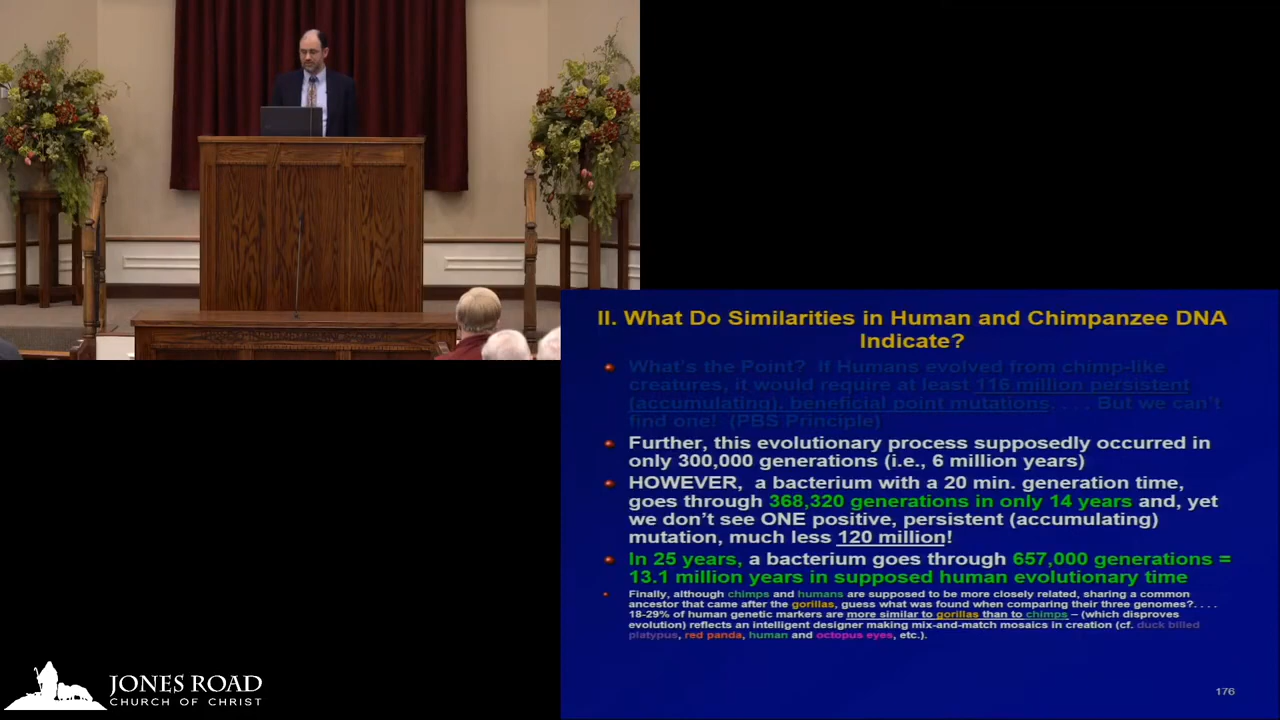 II. What Do Similarities in Human and Chimpanzee DNA
Indicate?
What's the Point? If Humans evolved from chimp-like
creatures, it would require at least 116 million persistent
(accumulating), beneficial point mutations. . . . But we can't
find one! (PBS Principle)
Further, this evolutionary process supposedly occurred in
only 300,000 generations (i.e., 6 million years)
HOWEVER, a bacterium with a 20 min. generation time,
goes through 368,320 generations in only 14 years and, yet
we don't see ONE positive, persistent (accumulating)
mutation, much less 120 million!
In 25 years, a bacterium goes through 657,000 generations =
13.1 million years in supposed human evolutionary time
Finally, although chimps and humans are supposed to be more closely related, sharing a common
ancestor that came after the gorillas, guess what was found when comparing their three genomes?. . . .
18-29% of human genetic markers are more similar to gorillas than to chimps – (which disproves
evolution) reflects an intelligent designer making mix-and-match mosaics in creation (cf. duck billed
platypus, red panda, human and octopus eyes, etc.).
176
JONES ROAD
CHURCH OF CHRIST